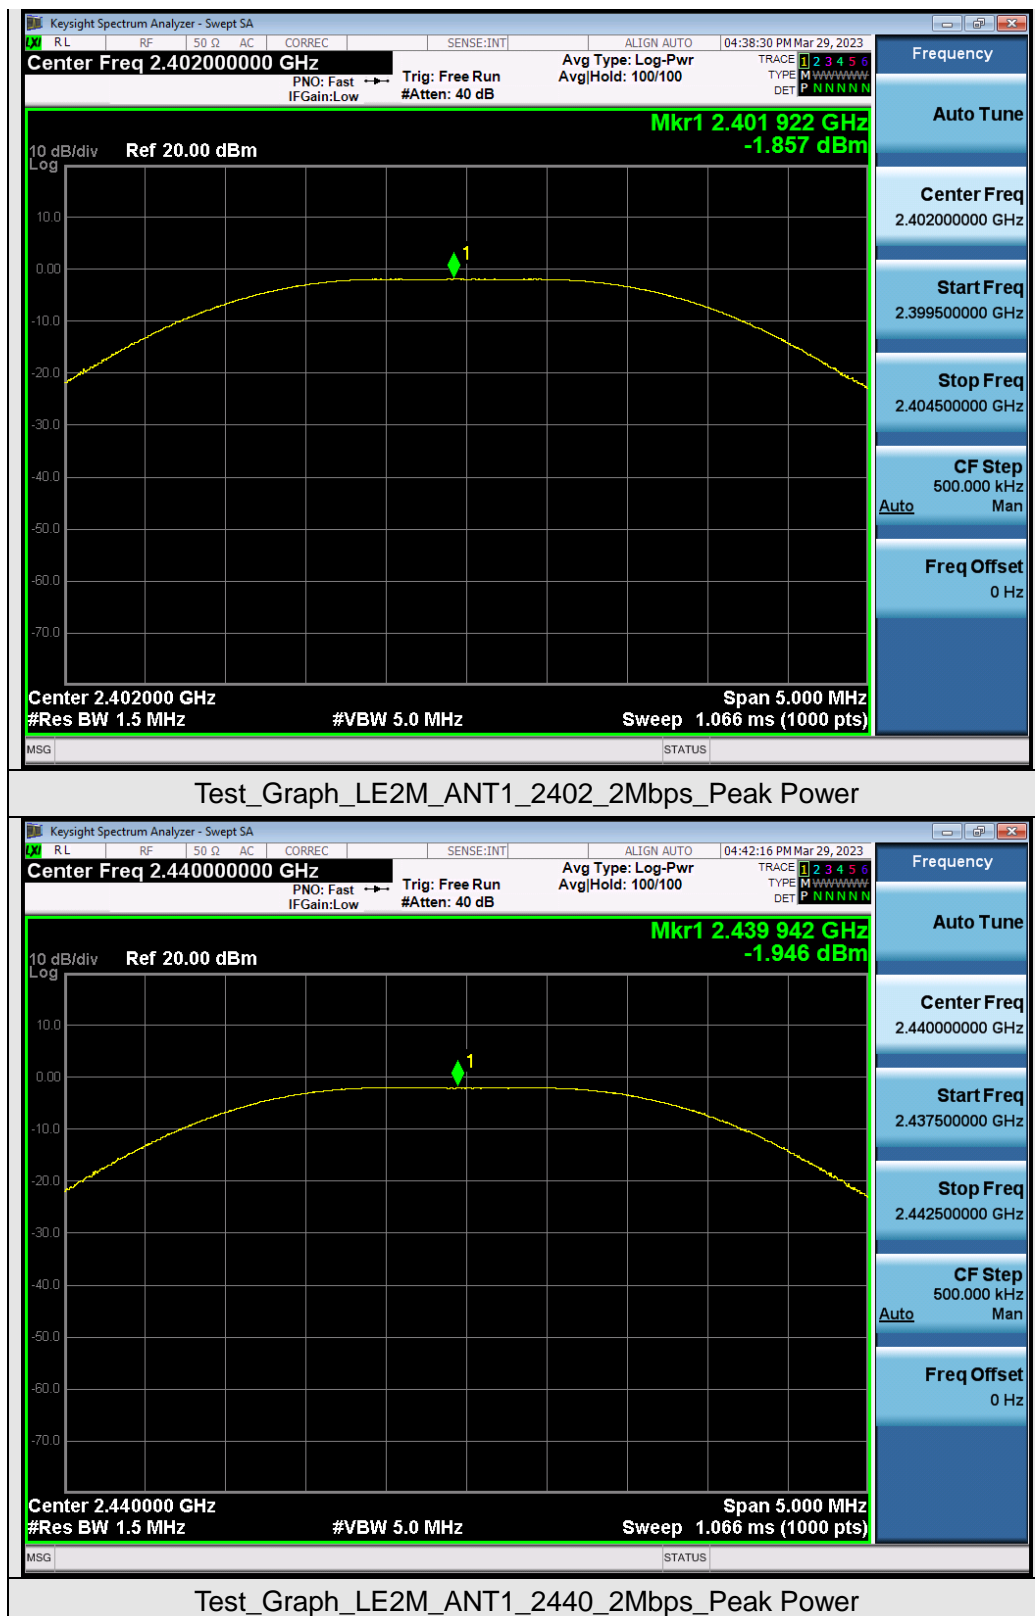 Keysight Spectrum Analyzer - Swept SA
LXI RL RF 50 Ω AC CORREC SENSE:INT ALIGN AUTO 04:38:30 PM Mar 29, 2023
Center Freq 2.402000000 GHz
PNO: Fast
IFGain:Low
Trig: Free Run
#Atten: 40 dB
Avg Type: Log-Pwr
Avg|Hold: 100/100
TRACE 1 2 3 4 5 6
TYPE M WWWWW
DET P N N N N N
Mkr1 2.401 922 GHz
-1.857 dBm
10 dB/div Ref 20.00 dBm
Log
10.0
1
0.00
-10.0
-20.0
-30.0
-40.0
-50.0
-60.0
-70.0
Center 2.402000 GHz Span 5.000 MHz
#Res BW 1.5 MHz #VBW 5.0 MHz Sweep 1.066 ms (1000 pts)
MSG STATUS
Frequency
Auto Tune
Center Freq
2.402000000 GHz
Start Freq
2.399500000 GHz
Stop Freq
2.404500000 GHz
CF Step
500.000 kHz
Auto Man
Freq Offset
0 Hz
Test_Graph_LE2M_ANT1_2402_2Mbps_Peak Power
Keysight Spectrum Analyzer - Swept SA
LXI RL RF 50 Ω AC CORREC SENSE:INT ALIGN AUTO 04:42:16 PM Mar 29, 2023
Center Freq 2.440000000 GHz
PNO: Fast
IFGain:Low
Trig: Free Run
#Atten: 40 dB
Avg Type: Log-Pwr
Avg|Hold: 100/100
TRACE 1 2 3 4 5 6
TYPE M WWWWW
DET P N N N N N
Mkr1 2.439 942 GHz
-1.946 dBm
10 dB/div Ref 20.00 dBm
Log
10.0
1
0.00
-10.0
-20.0
-30.0
-40.0
-50.0
-60.0
-70.0
Center 2.440000 GHz Span 5.000 MHz
#Res BW 1.5 MHz #VBW 5.0 MHz Sweep 1.066 ms (1000 pts)
MSG STATUS
Frequency
Auto Tune
Center Freq
2.440000000 GHz
Start Freq
2.437500000 GHz
Stop Freq
2.442500000 GHz
CF Step
500.000 kHz
Auto Man
Freq Offset
0 Hz
Test_Graph_LE2M_ANT1_2440_2Mbps_Peak Power